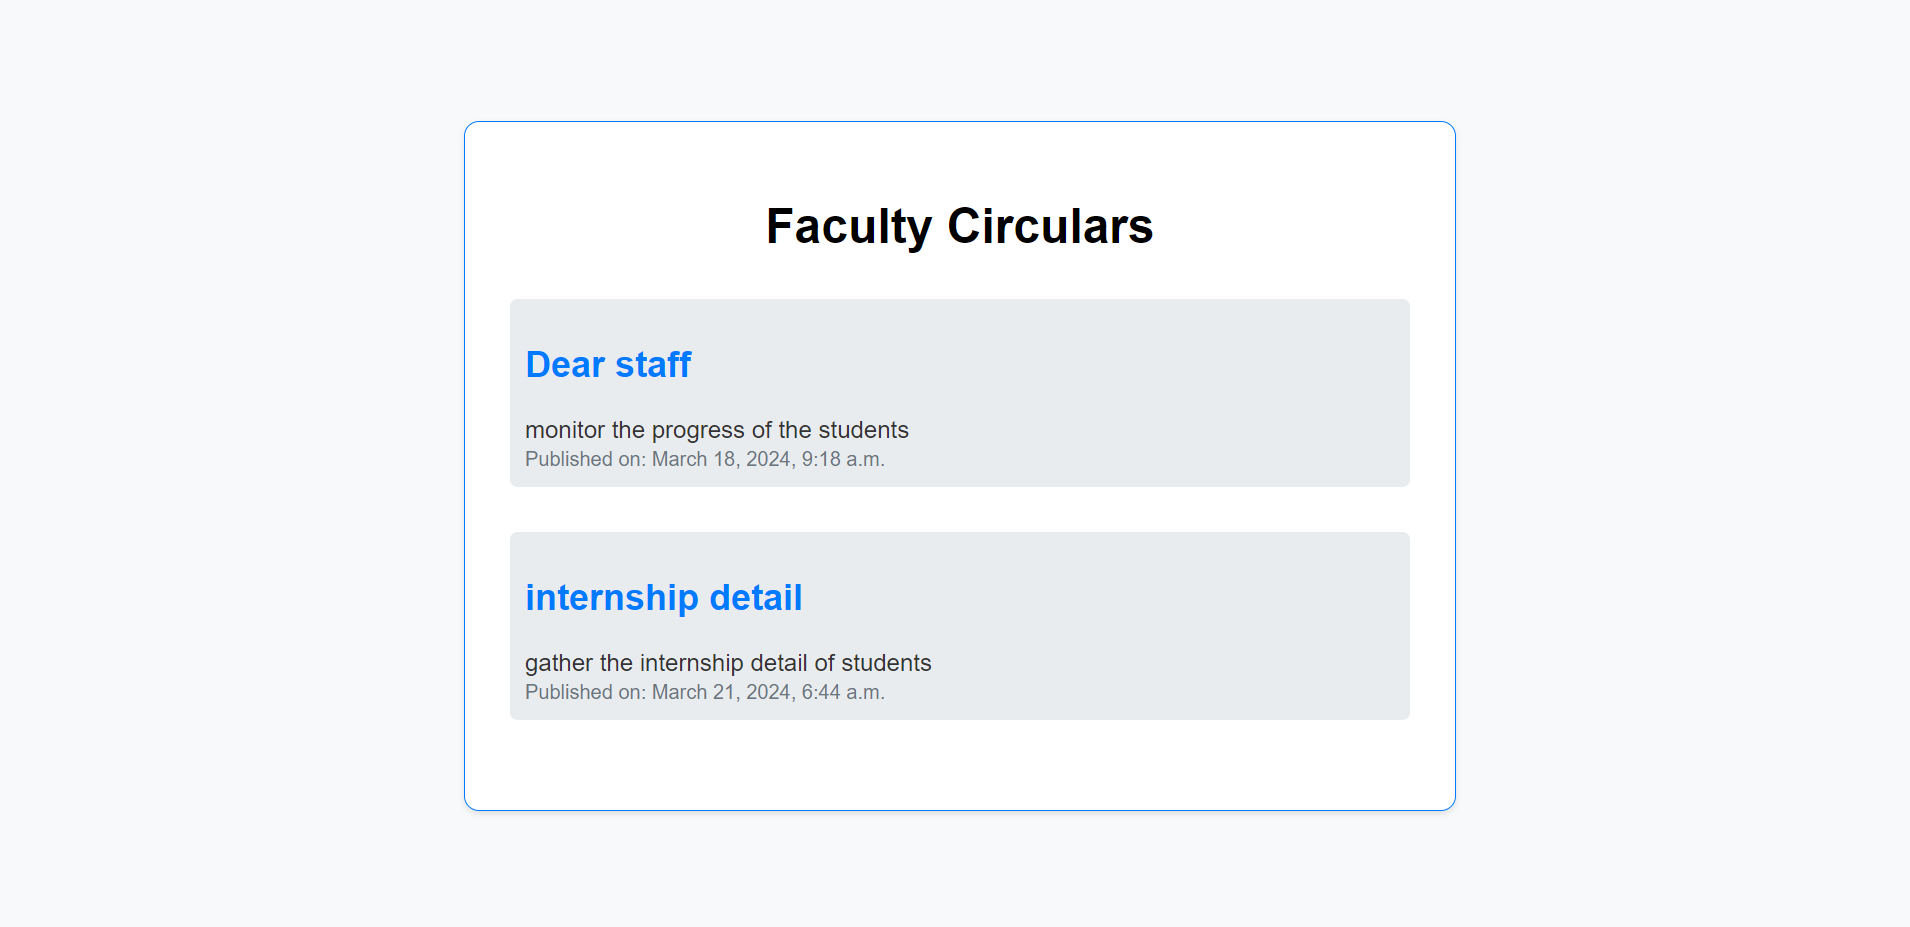 Faculty Circulars
Dear staff
monitor the progress of the students
Published on: March 18, 2024, 9:18 a.m.
internship detail
gather the internship detail of students
Published on: March 21, 2024, 6:44 a.m.